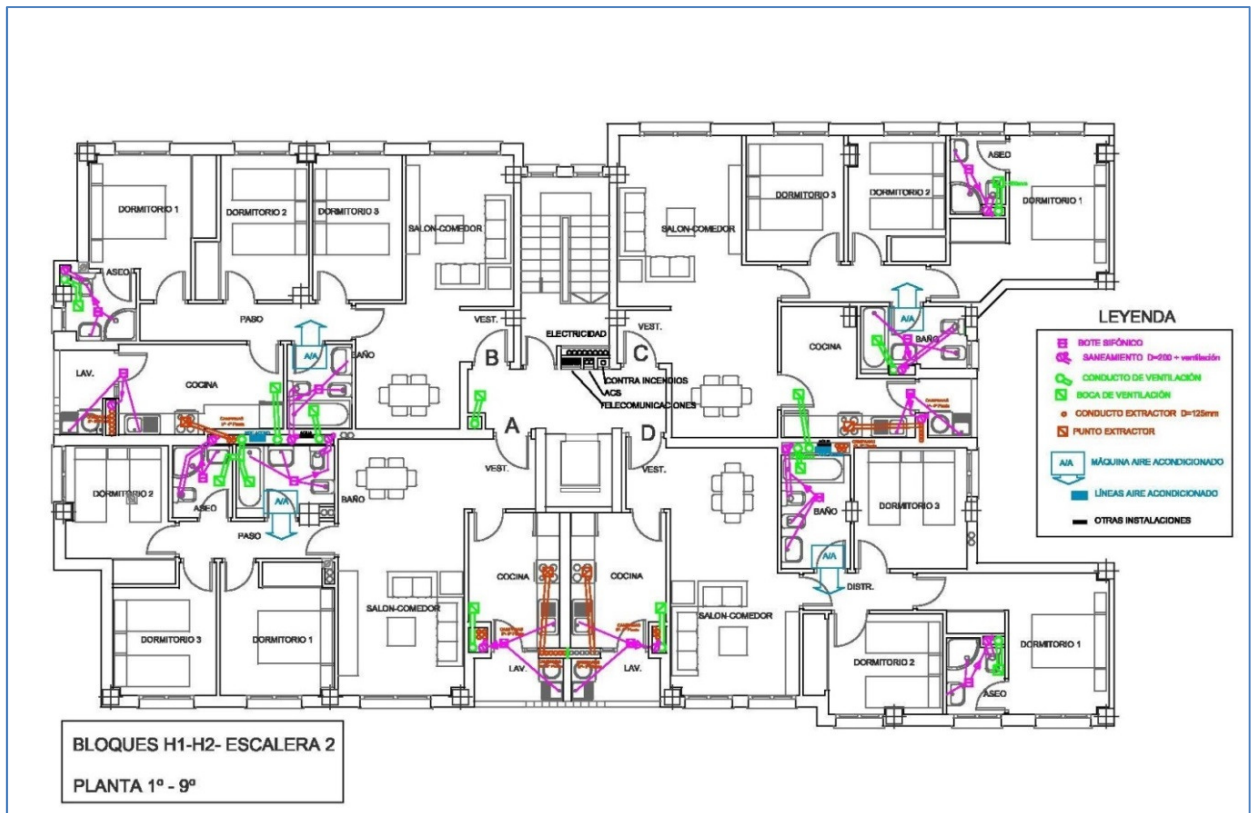 DORMITORIO 1
DORMITORIO 2
DORMITORIO 3
SALON-COMEDOR
ASEO
PASO
LAV.
COCINA
A/A
BAÑO
VEST.
B
ELECTRICIDAD
CONTRA INCENDIOS
ACS
TELECOMUNICACIONES
SALON-COMEDOR
DORMITORIO 3
DORMITORIO 2
ASEO
DORMITORIO 1
VEST.
C
COCINA
A/A
BAÑO
A
VEST.
D
VEST.
DORMITORIO 2
ASEO
A/A
BAÑO
PASO
DORMITORIO 3
DORMITORIO 1
SALON-COMEDOR
COCINA
LAV.
COCINA
LAV.
SALON-COMEDOR
BAÑO
A/A
DORMITORIO 3
DISTR.
DORMITORIO 2
ASEO
DORMITORIO 1
LEYENDA
BOTE SIFÓNICO
SANEAMIENTO D=200 + ventilación
CONDUCTO DE VENTILACIÓN
BOCA DE VENTILACIÓN
CONDUCTO EXTRACTOR D=125mm
PUNTO EXTRACTOR
A/A MÁQUINA AIRE ACONDICIONADO
LÍNEAS AIRE ACONDICIONADO
OTRAS INSTALACIONES
BLOQUES H1-H2- ESCALERA 2
PLANTA 1ª - 9ª